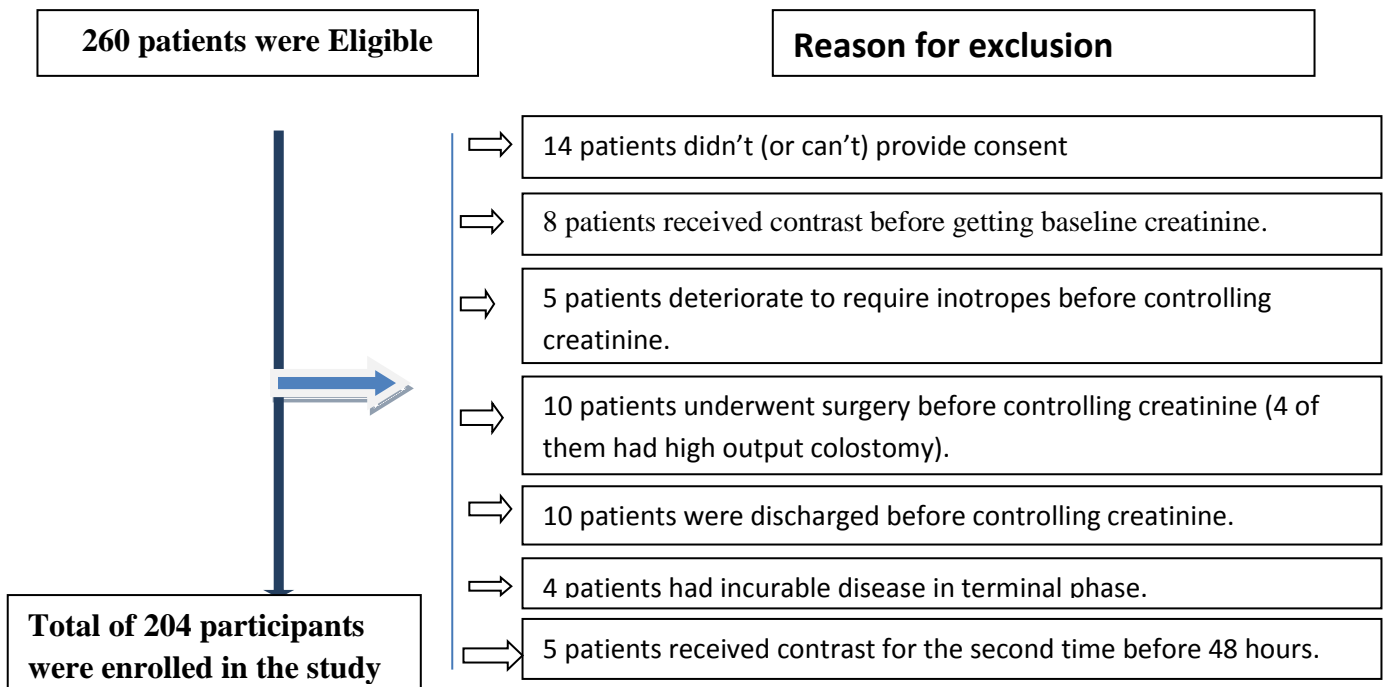 260 patients were Eligible
Reason for exclusion
14 patients didn’t (or can’t) provide consent
8 patients received contrast before getting baseline creatinine.
5 patients deteriorate to require inotropes before controlling
creatinine.
10 patients underwent surgery before controlling creatinine (4 of
them had high output colostomy).
10 patients were discharged before controlling creatinine.
4 patients had incurable disease in terminal phase.
5 patients received contrast for the second time before 48 hours.
Total of 204 participants
were enrolled in the study